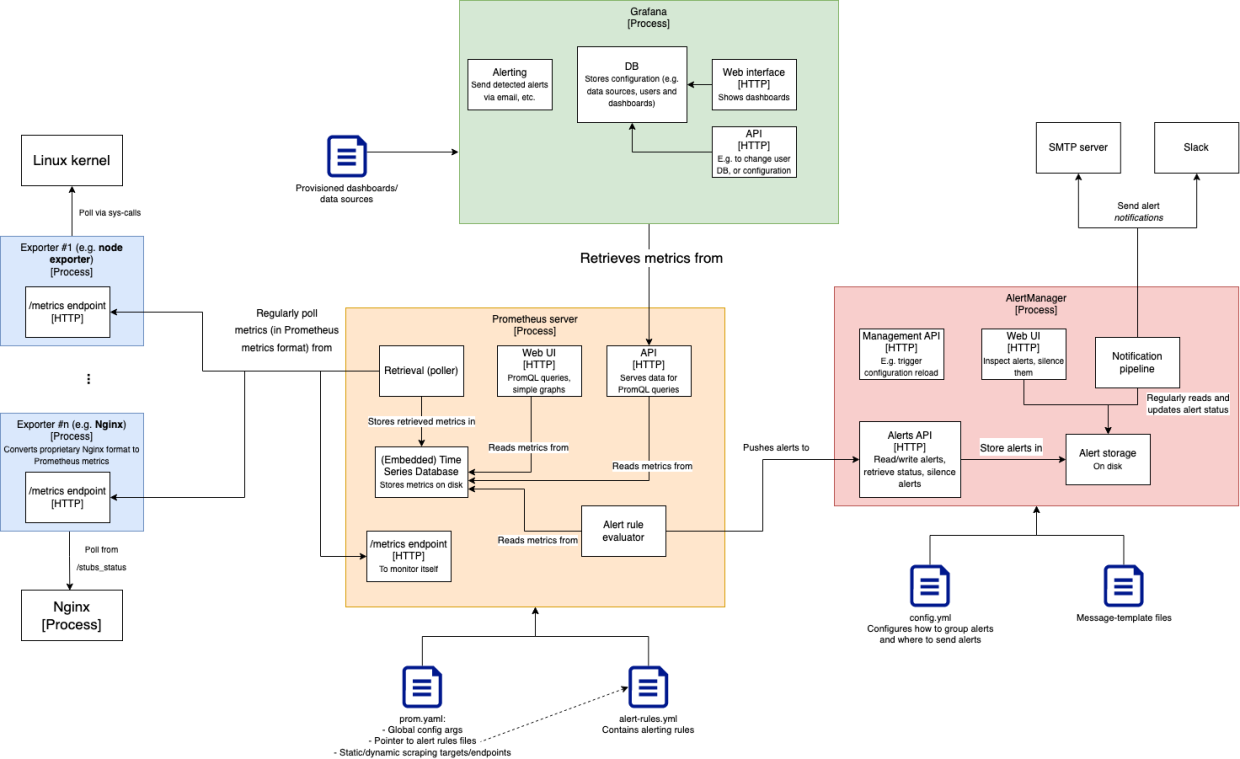 Grafana
[Process]
Alerting
Send detected alerts
via email, etc.
DB
Stores configuration (e.g.
data sources, users and
dashboards)
Web interface
[HTTP]
Shows dashboards
API
[HTTP]
E.g. to change user
DB, or configuration
Provisioned dashboards/
data sources
Linux kernel
Poll via sys-calls
Exporter #1 (e.g. node
exporter)
[Process]
/metrics endpoint
[HTTP]
Exporter #n (e.g. Nginx)
[Process]
Converts proprietary Nginx format to
Prometheus metrics
/metrics endpoint
[HTTP]
Poll from
/stubs_status
Nginx
[Process]
Regularly poll
metrics (in Prometheus
metrics format) from
Retrieves metrics from
Prometheus server
[Process]
Retrieval (poller)
Web UI
[HTTP]
PromQL queries,
simple graphs
API
[HTTP]
Serves data for
PromQL queries
Stores retrieved metrics in
Reads metrics from
Reads metrics from
(Embedded) Time
Series Database
Stores metrics on disk
Reads metrics from
Alert rule
evaluator
/metrics endpoint
[HTTP]
To monitor itself
prom.yaml:
- Global config args
- Pointer to alert rules files
- Static/dynamic scraping targets/endpoints
alert-rules.yml
Contains alerting rules
Pushes alerts to
SMTP server
Slack
Send alert
notifications
AlertManager
[Process]
Management API
[HTTP]
E.g. trigger
configuration reload
Web UI
[HTTP]
Inspect alerts, silence
them
Notification
pipeline
Regularly reads and
updates alert status
Alerts API
[HTTP]
Read/write alerts,
retrieve status, silence
alerts
Store alerts in
Alert storage
On disk
config.yml
Configures how to group alerts
and where to send alerts
Message-template files